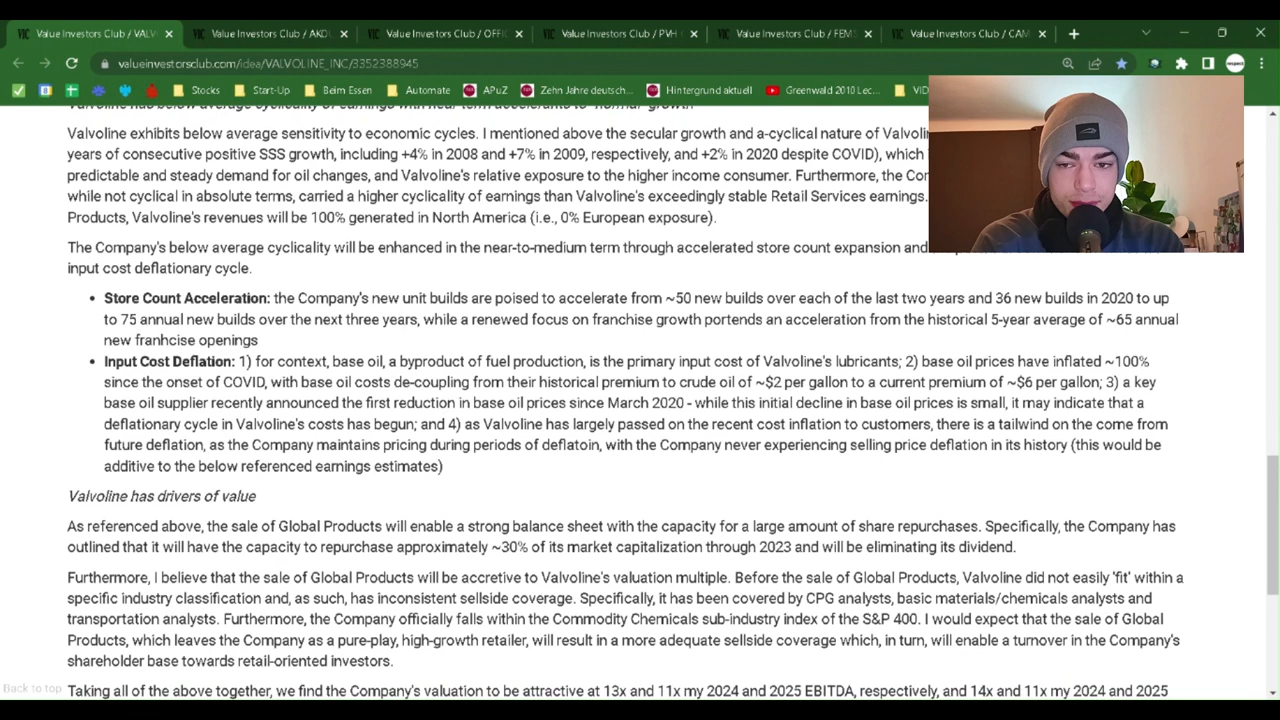 Value Investors Club / VALV
Value Investors Club / AKO
Value Investors Club / OFFIC
Value Investors Club / PVH
Value Investors Club / FEMS
Value Investors Club / CAM
valueinvestorsclub.com/idea/VALVOLINE_INC/3352388945
Stocks
Start-Up
Beim Essen
Automate
APuZ
Zehn Jahre deutsch...
Hintergrund aktuell
Greenwald 2010 Lec...
Valvoline has below average cyclicality of earnings with near-term accelerants to 'normal' growth
Valvoline exhibits below average sensitivity to economic cycles. I mentioned above the secular growth and a-cyclical nature of
years of consecutive positive SSS growth, including +4% in 2008 and +7% in 2009, respectively, and +2% in 2020 despite COVID), which
predictable and steady demand for oil changes, and Valvoline's relative exposure to the higher income consumer. Furthermore, the
while not cyclical in absolute terms, carried a higher cyclicality of earnings than Valvoline's exceedingly stable Retail Services earnings.
Products, Valvoline's revenues will be 100% generated in North America (i.e., 0% European exposure).
The Company's below average cyclicality will be enhanced in the near-to-medium term through accelerated store count expansion and
input cost deflationary cycle.
• Store Count Acceleration: the Company's new unit builds are poised to accelerate from ~50 new builds over each of the last two years and 36 new builds in 2020 to up
to 75 annual new builds over the next three years, while a renewed focus on franchise growth portends an acceleration from the historical 5-year average of ~65 annual
new franhcise openings
• Input Cost Deflation: 1) for context, base oil, a byproduct of fuel production, is the primary input cost of Valvoline's lubricants; 2) base oil prices have inflated ~100%
since the onset of COVID, with base oil costs de-coupling from their historical premium to crude oil of ~$2 per gallon to a current premium of ~$6 per gallon; 3) a key
base oil supplier recently announced the first reduction in base oil prices since March 2020 - while this initial decline in base oil prices is small, it may indicate that a
deflationary cycle in Valvoline's costs has begun; and 4) as Valvoline has largely passed on the recent cost inflation to customers, there is a tailwind on the come from
future deflation, as the Company maintains pricing during periods of deflatoin, with the Company never experiencing selling price deflation in its history (this would be
additive to the below referenced earnings estimates)
Valvoline has drivers of value
As referenced above, the sale of Global Products will enable a strong balance sheet with the capacity for a large amount of share repurchases. Specifically, the Company has
outlined that it will have the capacity to repurchase approximately ~30% of its market capitalization through 2023 and will be eliminating its dividend.
Furthermore, I believe that the sale of Global Products will be accretive to Valvoline's valuation multiple. Before the sale of Global Products, Valvoline did not easily 'fit' within a
specific industry classification and, as such, has inconsistent sellside coverage. Specifically, it has been covered by CPG analysts, basic materials/chemicals analysts and
transportation analysts. Furthermore, the Company officially falls within the Commodity Chemicals sub-industry index of the S&P 400. I would expect that the sale of Global
Products, which leaves the Company as a pure-play, high-growth retailer, will result in a more adequate sellside coverage which, in turn, will enable a turnover in the Company's
shareholder base towards retail-oriented investors.
Back to top
Taking all of the above together, we find the Company's valuation to be attractive at 13x and 11x my 2024 and 2025 EBITDA, respectively, and 14x and 11x my 2024 and 2025